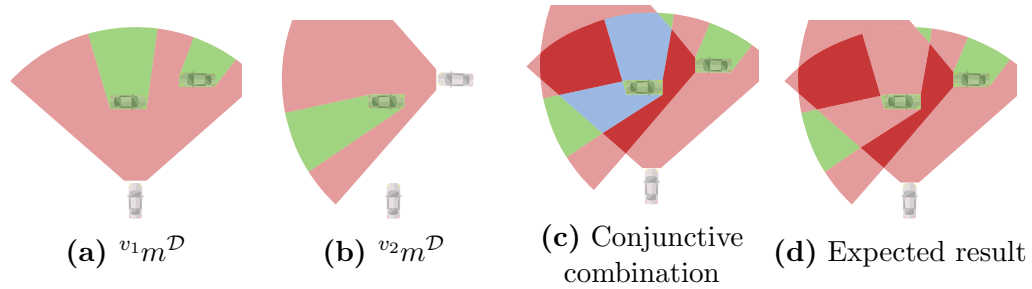 (a) v₁mᴰ
(b) v₂mᴰ
(c) Conjunctive
combination
(d) Expected result